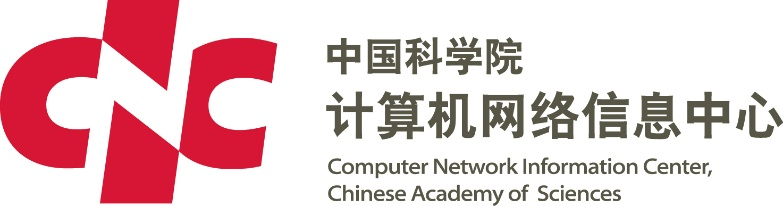 CNC
中国科学院
计算机网络信息中心
Computer Network Information Center,
Chinese Academy of Sciences